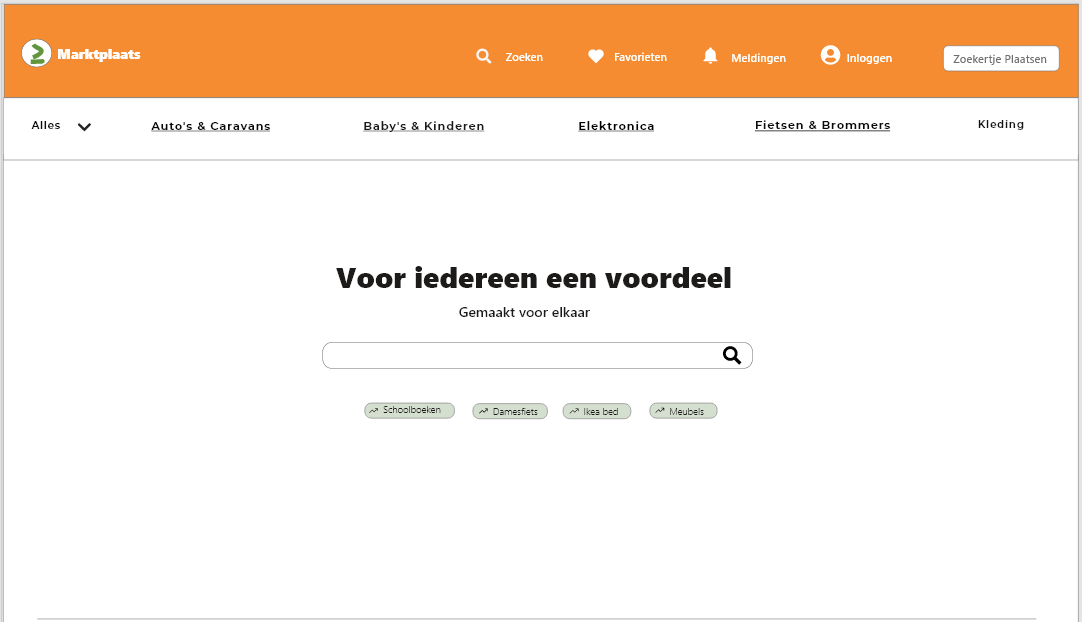 Marktplaats
Zoeken
Favorieten
Meldingen
Inloggen
Zoekertje Plaatsen
Alles
Auto's & Caravans
Baby's & Kinderen
Elektronica
Fietsen & Brommers
Kleding
Voor iedereen een voordeel
Gemaakt voor elkaar
Schoolboeken
Damesfiets
Ikea bed
Meubels